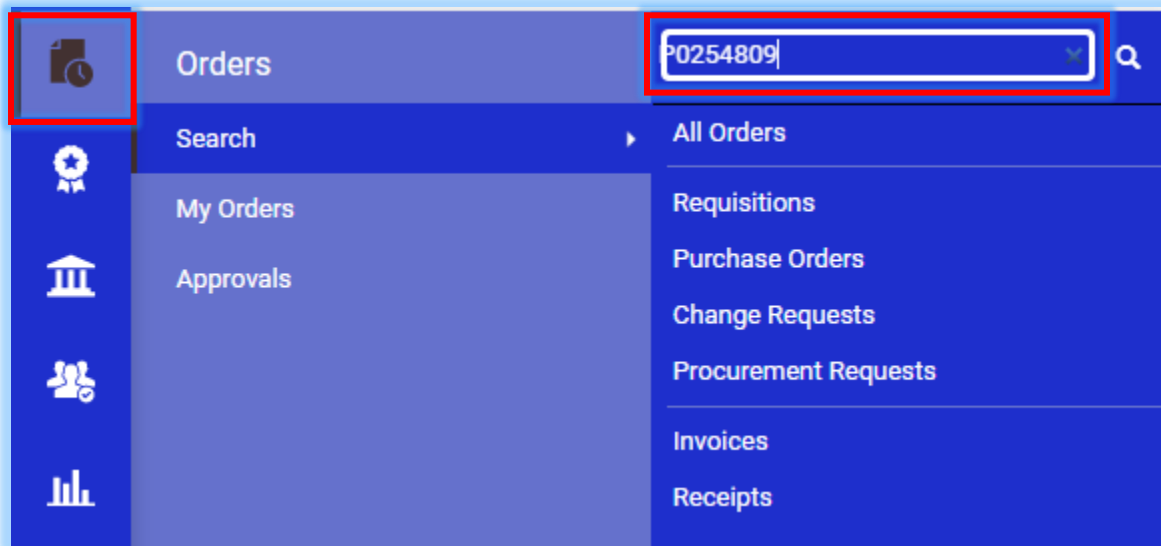 Orders
P0254809
Search
All Orders
My Orders
Requisitions
Approvals
Purchase Orders
Change Requests
Procurement Requests
Invoices
Receipts